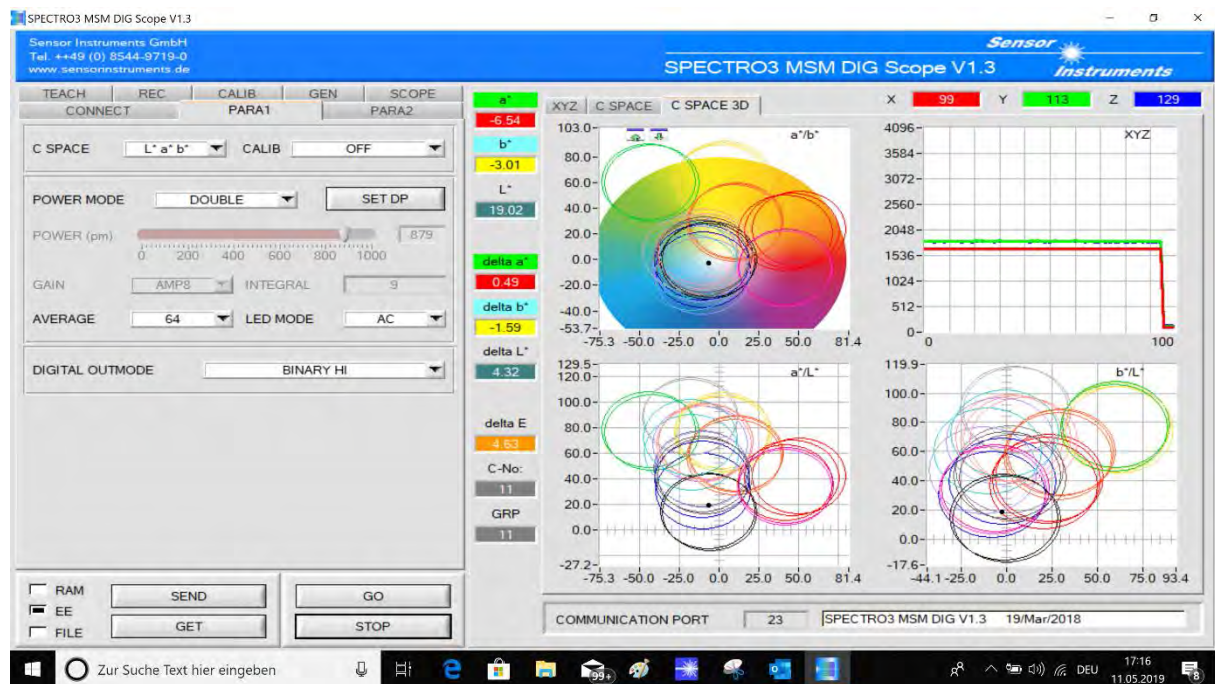 SPECTRO3 MSM DIG Scope V1.3
Sensor Instruments GmbH
Tel. ++49 (0) 8544-9719-0
www.sensorinstruments.de
SPECTRO3 MSM DIG Scope V1.3
Sensor
Instruments
TEACH REC CALIB GEN SCOPE
CONNECT PARA1 PARA2
C SPACE L* a* b* CALIB OFF
POWER MODE DOUBLE SET DP
POWER (pm) 879
0 200 400 600 800 1000
GAIN AMP8 INTEGRAL 9
AVERAGE 64 LED MODE AC
DIGITAL OUTMODE BINARY HI
RAM
EE
FILE
SEND
GET
GO
STOP
a*
-6.54
b*
-3.01
L*
19.02
delta a*
0.49
delta b*
-1.59
delta L*
4.32
delta E
4.63
C-No:
11
GRP
11
XYZ C SPACE C SPACE 3D
X 99 Y 113 Z 129
a*/b*
103.0
80.0
60.0
40.0
20.0
0.0
-20.0
-40.0
-53.7
-75.3 -50.0 -25.0 0.0 25.0 50.0 81.4
XYZ
4096
3584
3072
2560
2048
1536
1024
512
0
0 100
a*/L*
129.5
120.0
100.0
80.0
60.0
40.0
20.0
0.0
-27.2
-75.3 -50.0 -25.0 0.0 25.0 50.0 81.4
b*/L*
119.9
100.0
80.0
60.0
40.0
20.0
0.0
-17.6
-44.1 -25.0 0.0 25.0 50.0 75.0 93.4
COMMUNICATION PORT 23 SPECTRO3 MSM DIG V1.3 19/Mar/2018
Zur Suche Text hier eingeben
99+
DEU
17:16
11.05.2019
8